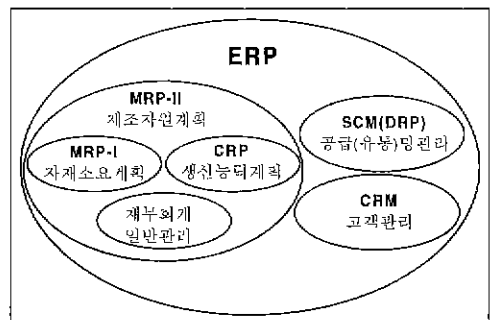 ERP
MRP-II
제조자원계획
MRP-I
자재소요계획
CRP
생산능력계획
재무회계
일반관리
SCM(DRP)
공급(유통)망관리
CRM
고객관리